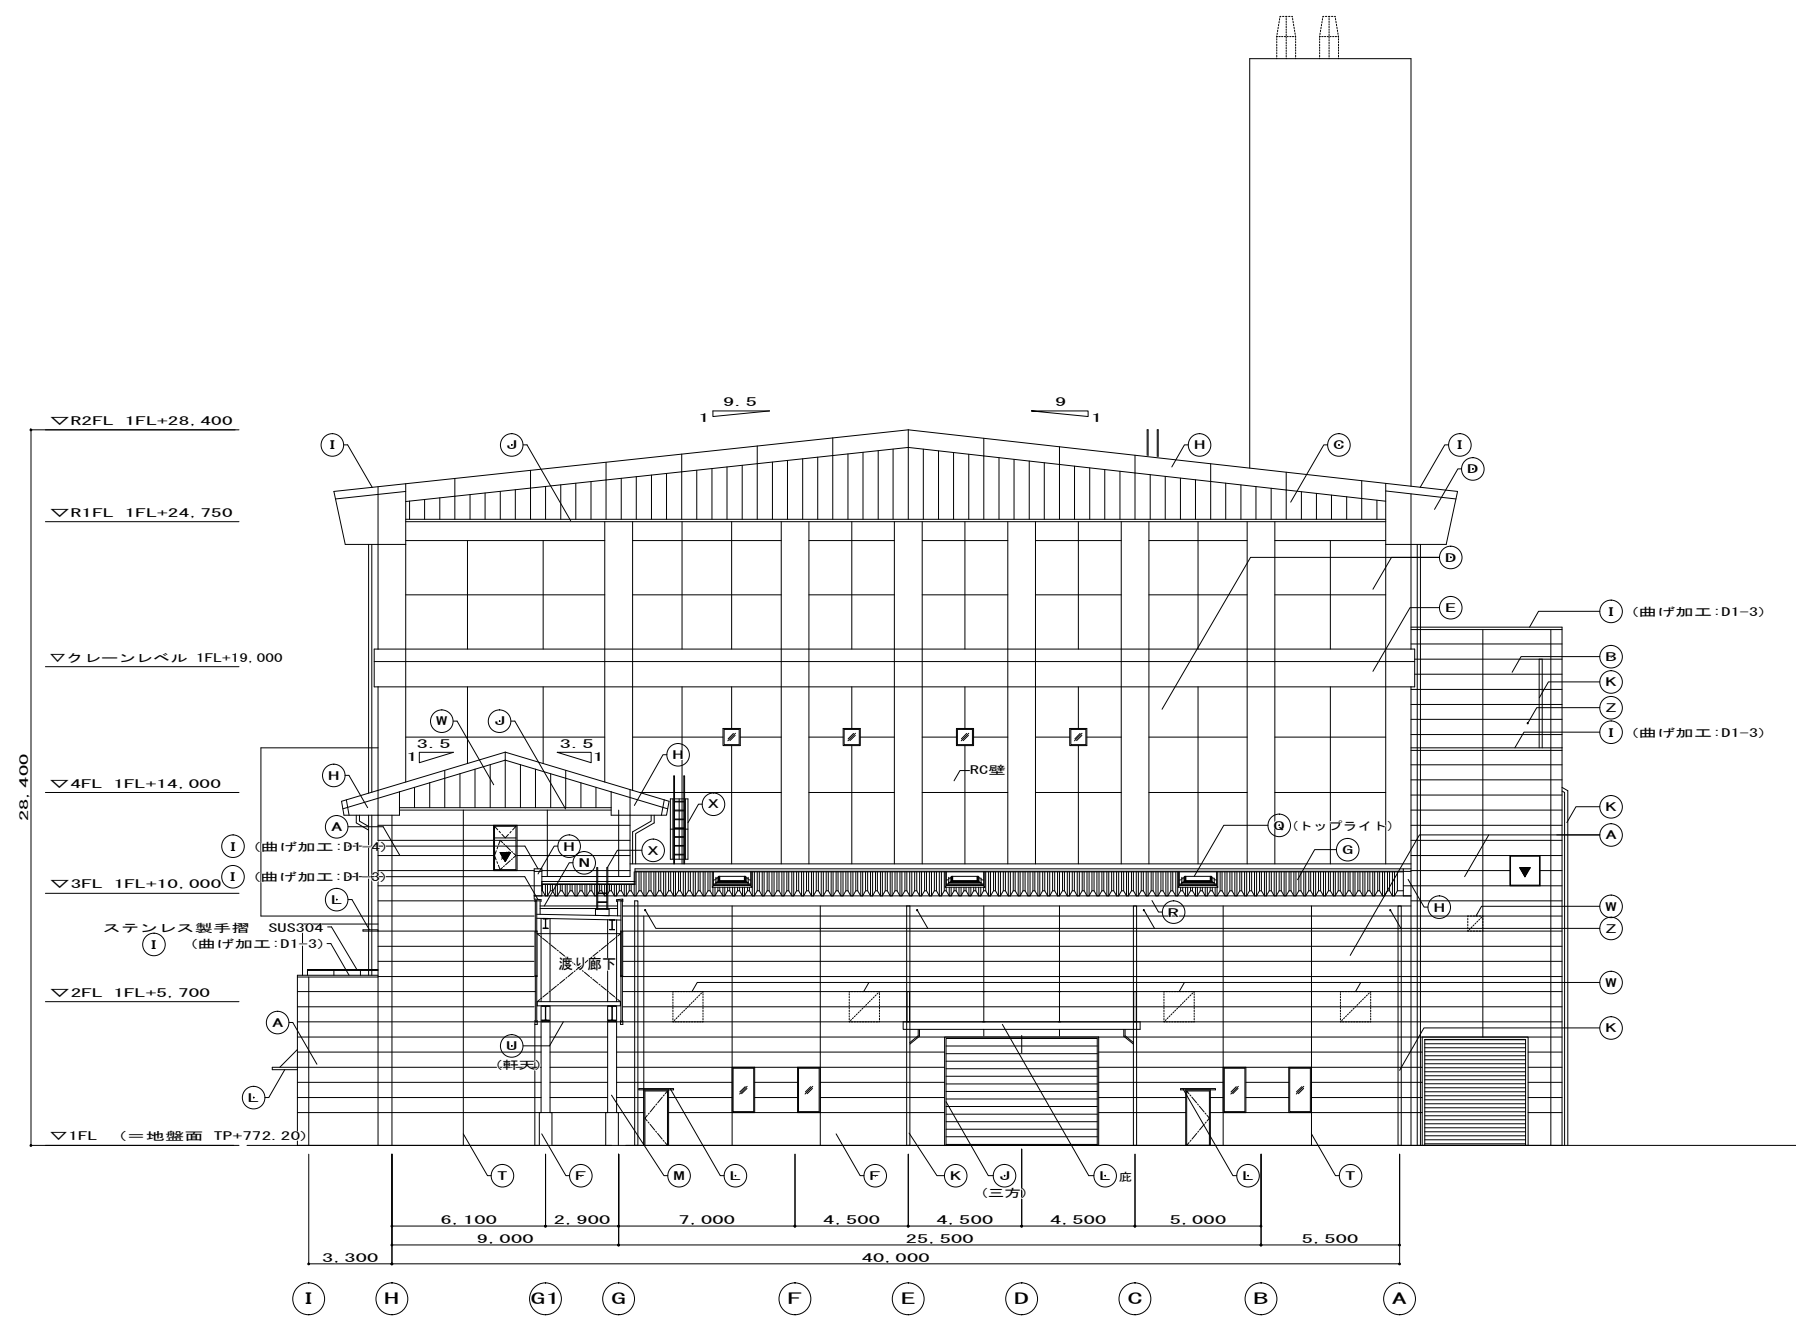 9.5
9
1
1
▽R2FL 1FL+28,400
I
J
H
C
I
D
▽R1FL 1FL+24,750
D
E
I (曲げ加工:D1-3)
▽クレーンレベル 1FL+19,000
B
K
Z
W
J
I (曲げ加工:D1-3)
3.5
3.5
1
1
H
RC壁
H
28,400
▽4FL 1FL+14,000
X
K
A
Q(トップライト)
A
I (曲げ加工:D1-4)
H
X
G
N
I (曲げ加工:D1-3)
▽3FL 1FL+10,000
L
H
W
R
ステンレス製手摺 SUS304
Z
I (曲げ加工:D1-3)
渡り廊下
W
▽2FL 1FL+5,700
A
K
U
(軒天)
L
▽1FL (=地盤面 TP+772.20)
T
F
M
L
F
K
J
L 庇
L
T
(三方)
6,100
2,900
7,000
4,500
4,500
4,500
5,000
9,000
25,500
5,500
3,300
40,000
I
H
G1
G
F
E
D
C
B
A